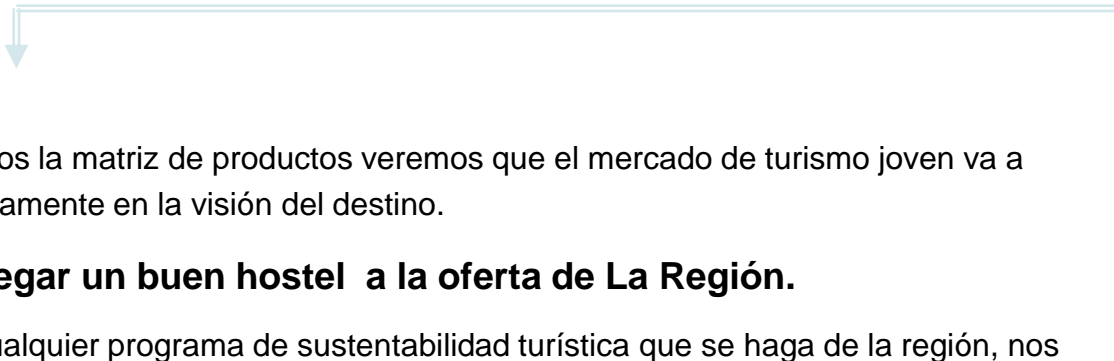 os la matriz de productos veremos que el mercado de turismo joven va a
amente en la visión del destino.
egar un buen hostel a la oferta de La Región.
ualquier programa de sustentabilidad turística que se haga de la región, nos